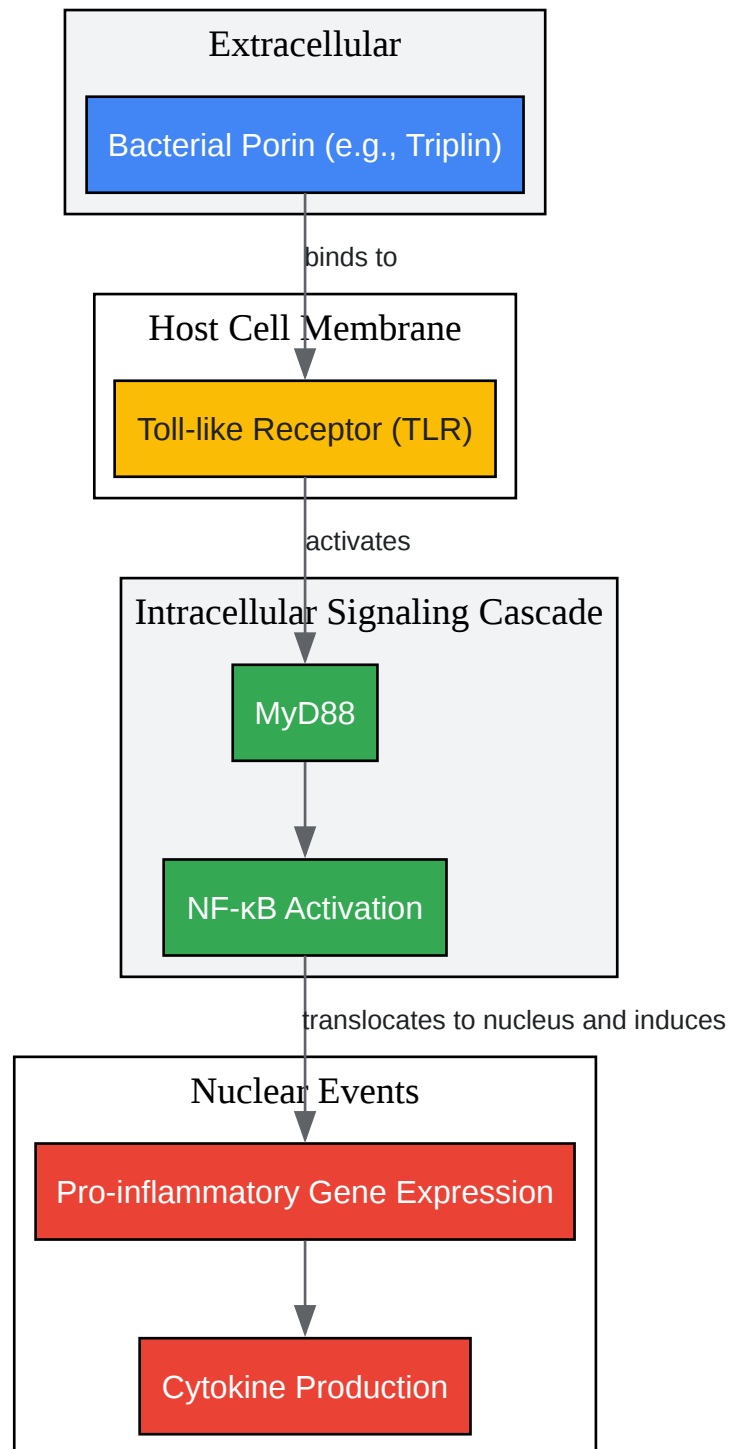 Extracellular
Bacterial Porin (e.g., Triplin)
binds to
Host Cell Membrane
Toll-like Receptor (TLR)
activates
Intracellular Signaling Cascade
MyD88
NF-κB Activation
translocates to nucleus and induces
Nuclear Events
Pro-inflammatory Gene Expression
Cytokine Production